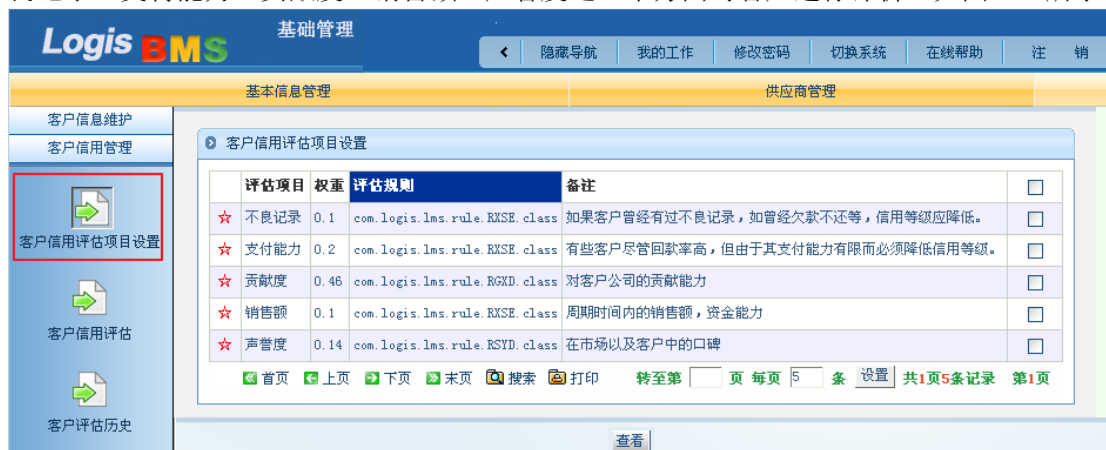 Logis BMS
基础管理
隐藏导航 我的工作 修改密码 切换系统 在线帮助 注 销
基本信息管理 供应商管理
客户信息维护
客户信用管理
客户信用评估项目设置
客户信用评估
客户评估历史
客户信用评估项目设置
评估项目 权重 评估规则 备注
不良记录 0.1 com.logis.lms.rule.RXSE.class 如果客户曾经有过不良记录，如曾经欠款不还等，信用等级应降低。
支付能力 0.2 com.logis.lms.rule.RXSE.class 有些客户尽管回款率高，但由于其支付能力有限而必须降低信用等级。
贡献度 0.46 com.logis.lms.rule.RGXD.class 对客户公司的贡献能力
销售额 0.1 com.logis.lms.rule.RXSE.class 周期时间内的销售额，资金能力
声誉度 0.14 com.logis.lms.rule.RSYD.class 在市场以及客户中的口碑
首页 上页 下页 末页 搜索 打印 转至第 页 每页 5 条 设置 共1页5条记录 第1页
查看